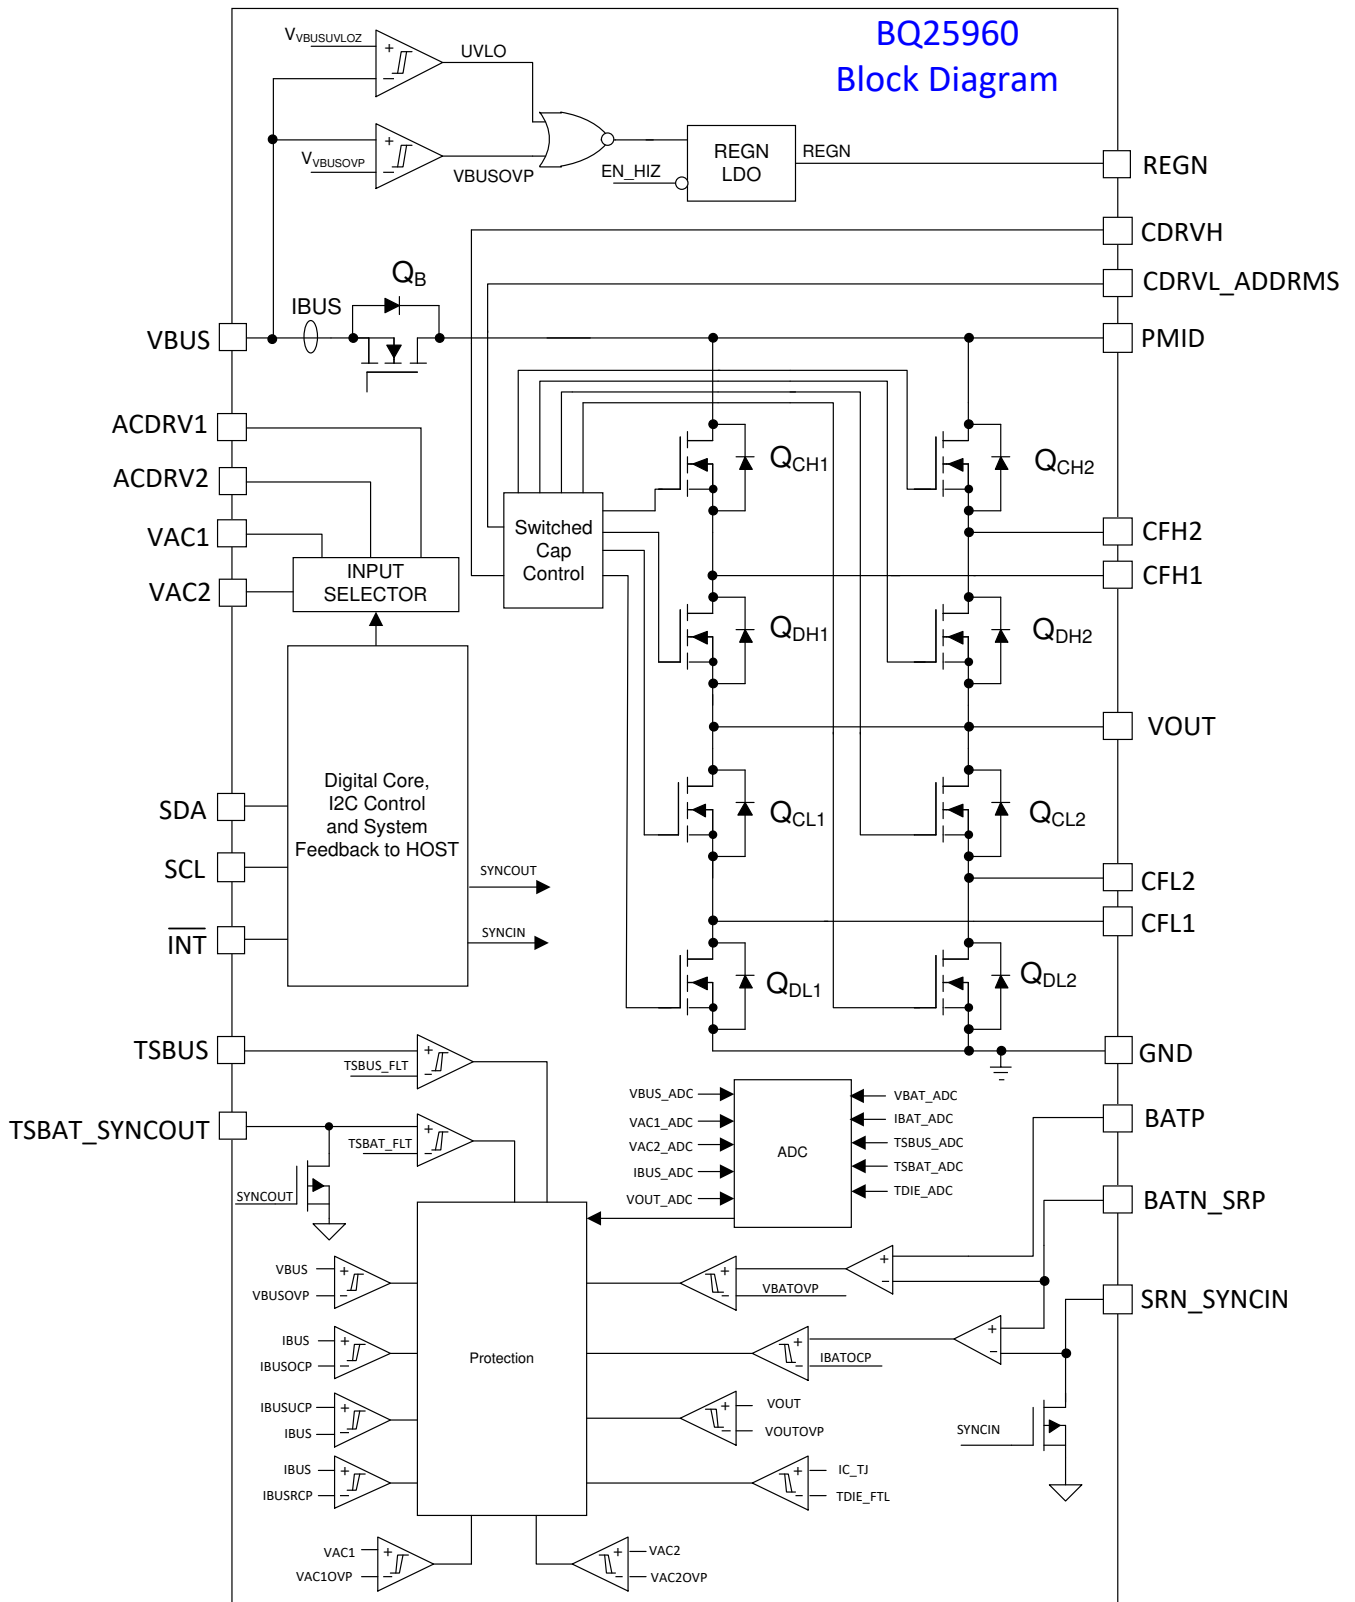 BQ25960
Block Diagram
VVBUSUVLOZ
UVLO
VVBUSOVP
VBUSOVP
EN_HIZ
REGN
LDO
REGN
REGN
CDRVH
CDRVL_ADDRMS
QB
IBUS
VBUS
PMID
ACDRV1
ACDRV2
VAC1
VAC2
INPUT
SELECTOR
Switched
Cap
Control
QCH1
QCH2
CFH2
CFH1
QDH1
QDH2
VOUT
Digital Core,
I2C Control
and System
Feedback to HOST
SDA
SCL
INT
SYNCOUT
SYNCIN
QCL1
QCL2
CFL2
CFL1
QDL1
QDL2
GND
TSBUS
TSBUS_FLT
TSBAT_SYNCOUT
TSBAT_FLT
SYNCOUT
VBUS_ADC
VAC1_ADC
VAC2_ADC
IBUS_ADC
VOUT_ADC
ADC
VBAT_ADC
IBAT_ADC
TSBUS_ADC
TSBAT_ADC
TDIE_ADC
BATP
BATN_SRP
SRN_SYNCIN
VBUS
VBUSOVP
IBUS
IBUSOCP
IBUSUCP
IBUS
IBUS
IBUSRCP
Protection
VBATOVP
IBATOCP
VOUT
VOUTOVP
SYNCIN
IC_TJ
TDIE_FTL
VAC1
VAC1OVP
VAC2
VAC2OVP